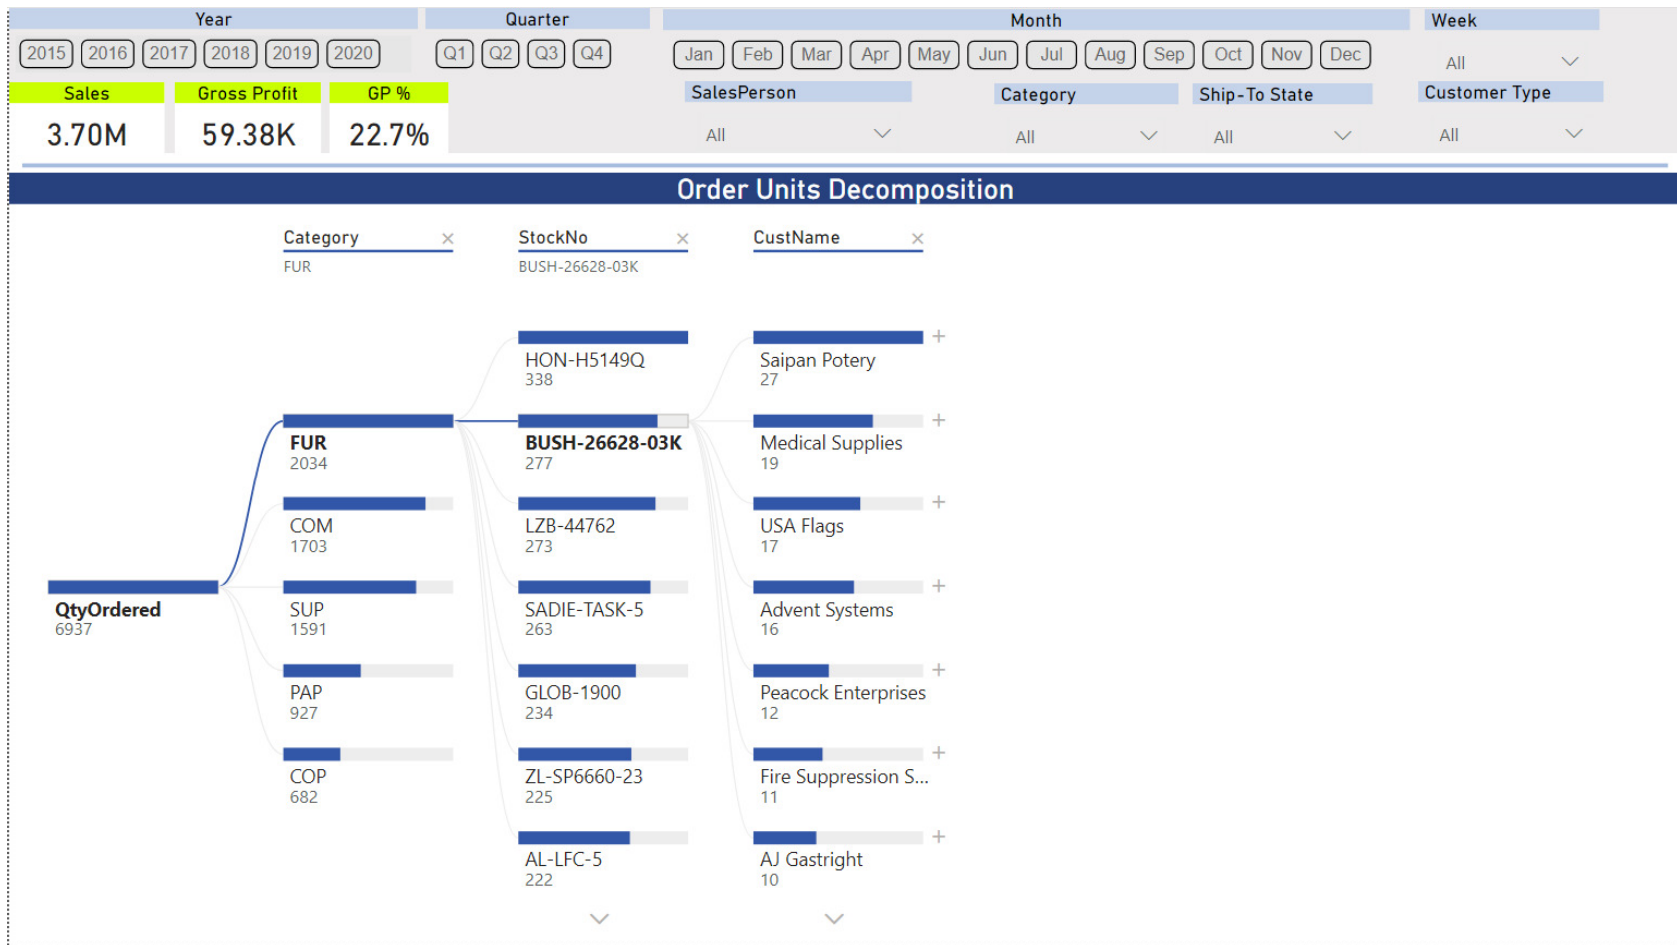 Year Quarter Month Week
2015 2016 2017 2018 2019 2020 Q1 Q2 Q3 Q4 Jan Feb Mar Apr May Jun Jul Aug Sep Oct Nov Dec All
Sales Gross Profit GP % SalesPerson Category Ship-To State Customer Type
3.70M 59.38K 22.7% All All All All
Order Units Decomposition
Category StockNo CustName
FUR BUSH-26628-03K
HON-H5149Q Saipan Potery
338 27
FUR BUSH-26628-03K Medical Supplies
2034 277 19
COM LZB-44762 USA Flags
1703 273 17
QtyOrdered SUP SADIE-TASK-5 Advent Systems
6937 1591 263 16
PAP GLOB-1900 Peacock Enterprises
927 234 12
COP ZL-SP6660-23 Fire Suppression S...
682 225 11
AL-LFC-5 AJ Gastright
222 10